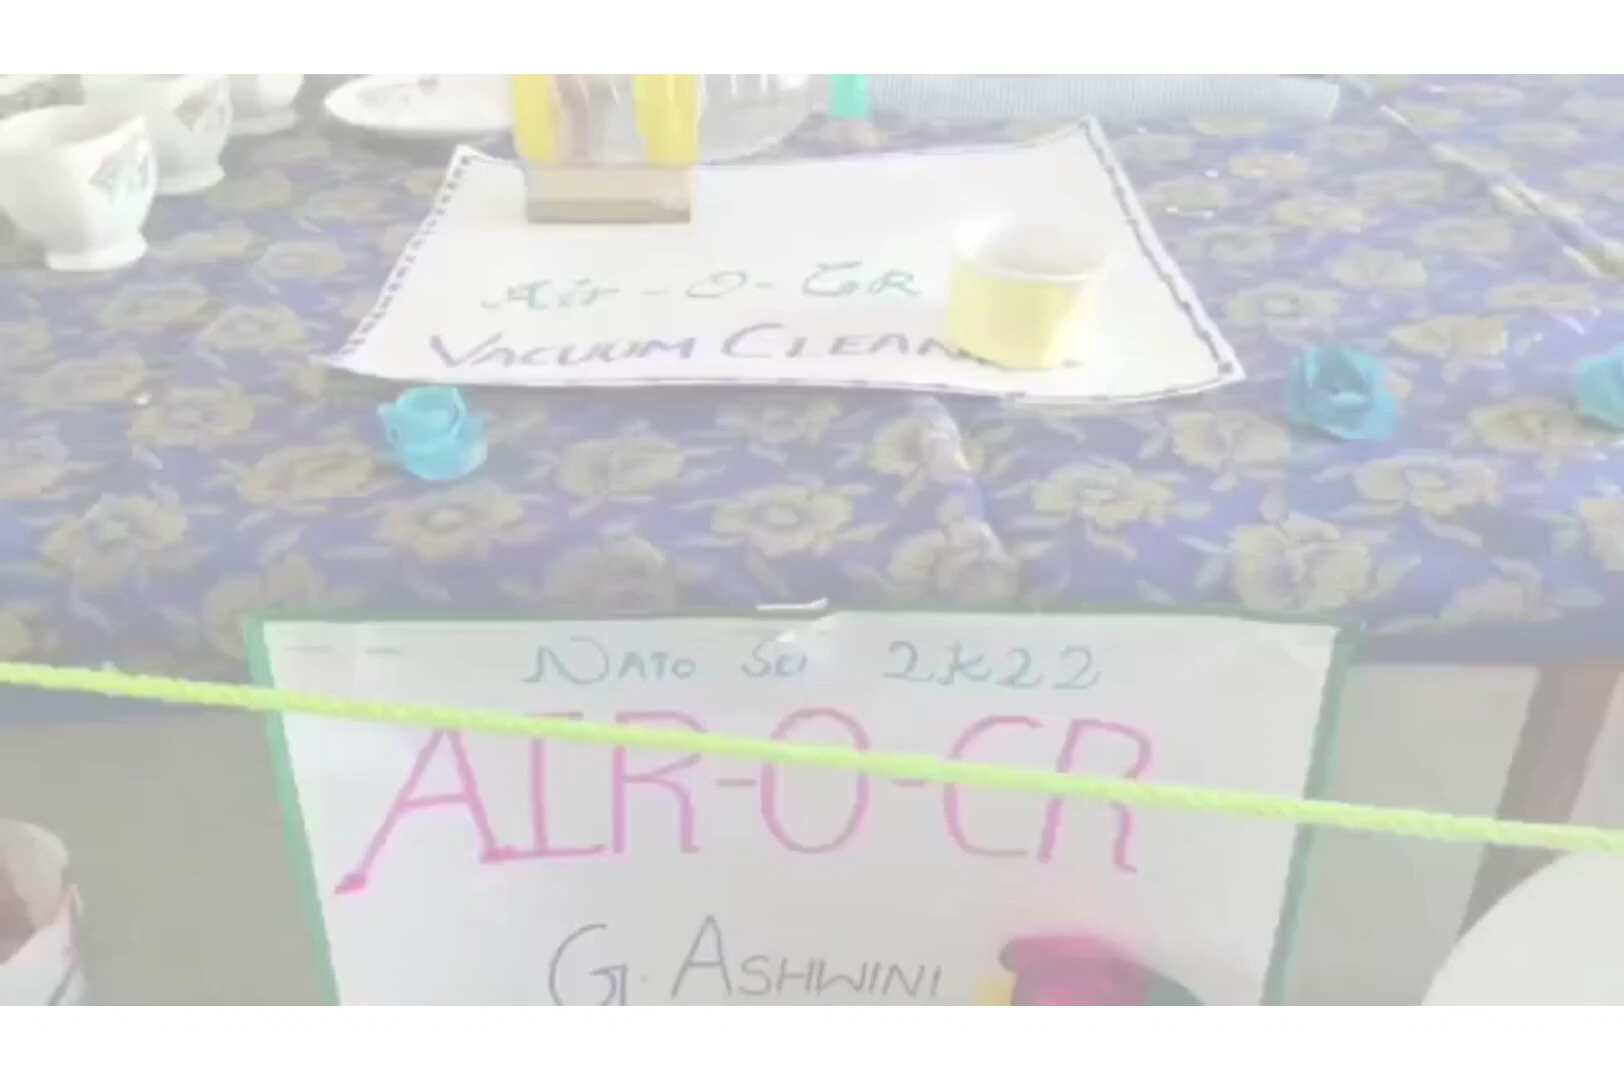 Air-O-CR
VACUUM CLEAN
NATO Sci 2K22
AIR-O-CR
G. ASHWINI